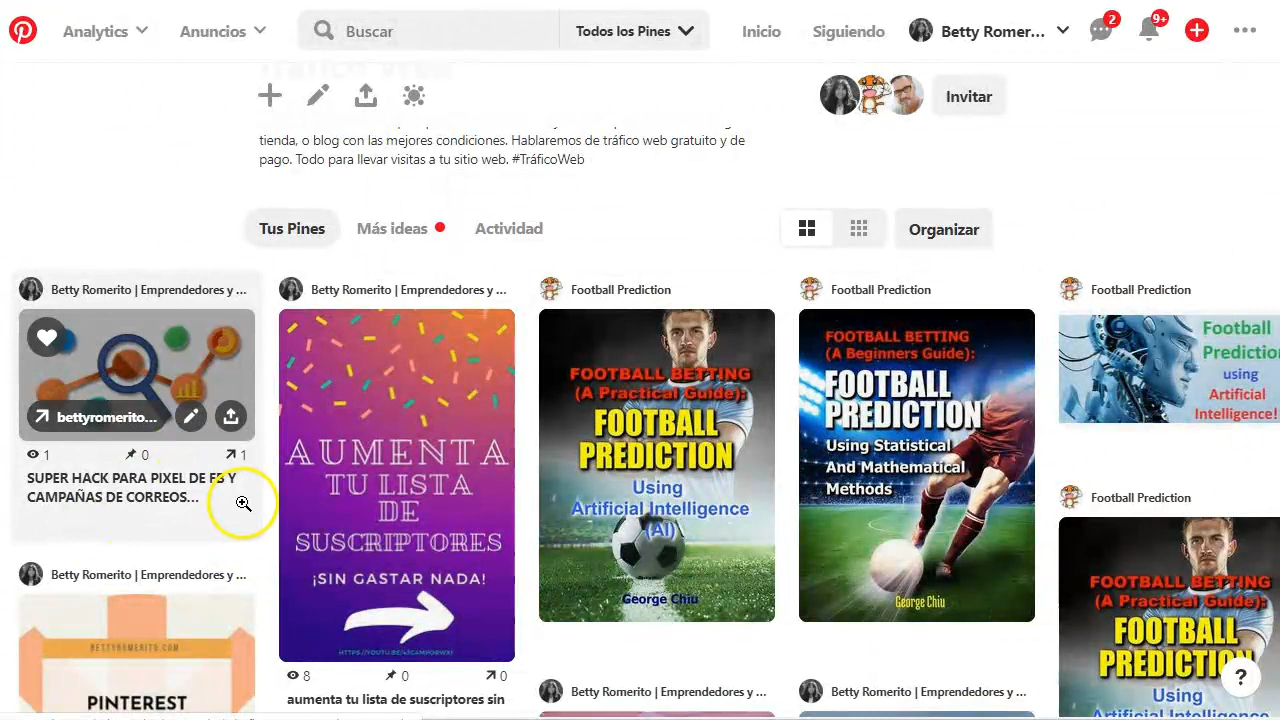 Analytics
Anuncios
Buscar
Todos los Pines
Inicio
Siguiendo
Betty Romer...
2
9+
Invitar
tienda, o blog con las mejores condiciones. Hablaremos de tráfico web gratuito y de
pago. Todo para llevar visitas a tu sitio web. #TráficoWeb
Tus Pines
Más ideas
Actividad
Organizar
Betty Romerito | Emprendedores y ...
bettyromerito...
1
0
1
SUPER HACK PARA PIXEL DE FB Y
CAMPAÑAS DE CORREOS...
Betty Romerito | Emprendedores y ...
BETTYROMERITO.COM
PINTEREST
Betty Romerito | Emprendedores y ...
AUMENTA
TU LISTA
DE
SUSCRIPTORES
¡SIN GASTAR NADA!
8
0
0
aumenta tu lista de suscriptores sin
Football Prediction
FOOTBALL BETTING
(A Practical Guide):
FOOTBALL
PREDICTION
Using
Artificial Intelligence
(AI)
George Chiu
Betty Romerito | Emprendedores y ...
Football Prediction
FOOTBALL BETTING
(A Beginners Guide):
FOOTBALL
PREDICTION
Using Statistical
And Mathematical
Methods
George Chiu
Betty Romerito | Emprendedores y ...
Football Prediction
Football
Prediction
using
Artificial
Intelligence!
Football Prediction
FOOTBALL BETTING
(A Practical Guide):
FOOTBALL
PREDICTION
Using
?